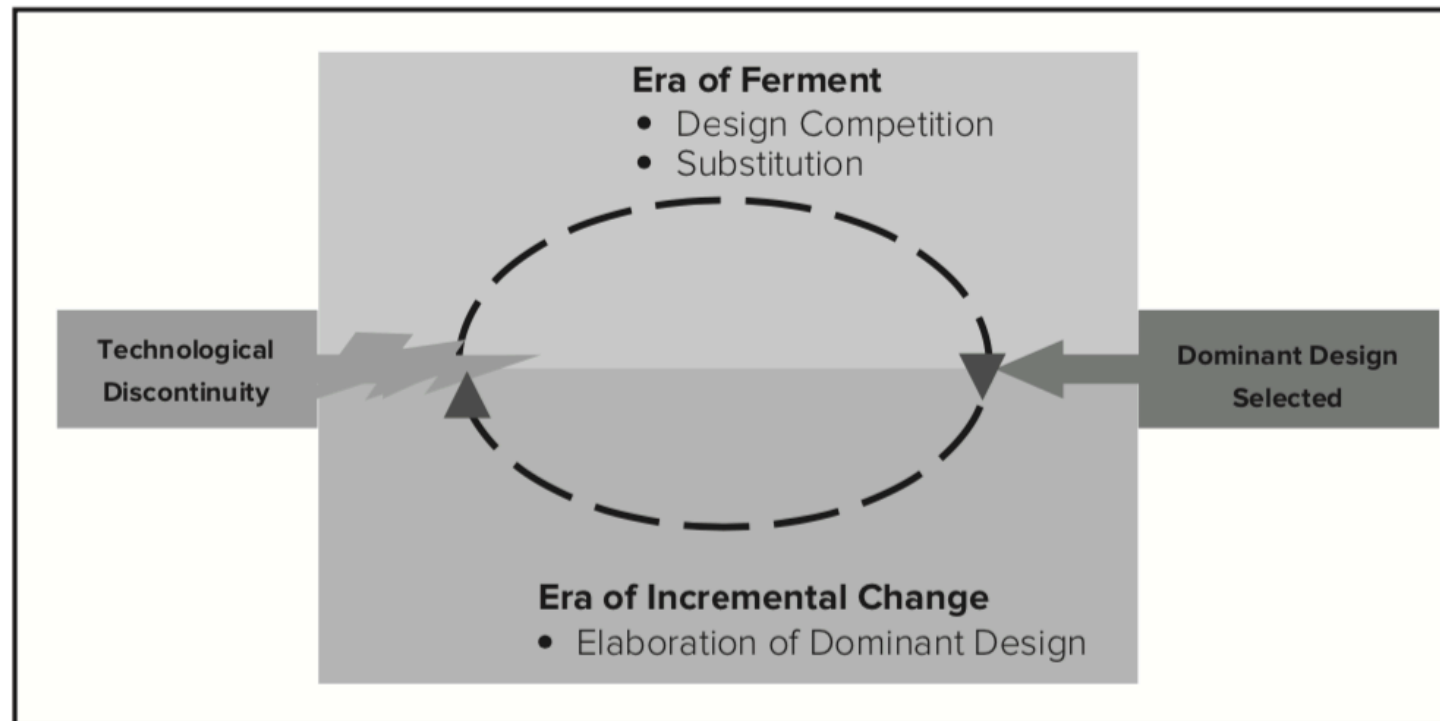 Era of Ferment
• Design Competition
• Substitution
Technological
Discontinuity
Dominant Design
Selected
Era of Incremental Change
• Elaboration of Dominant Design